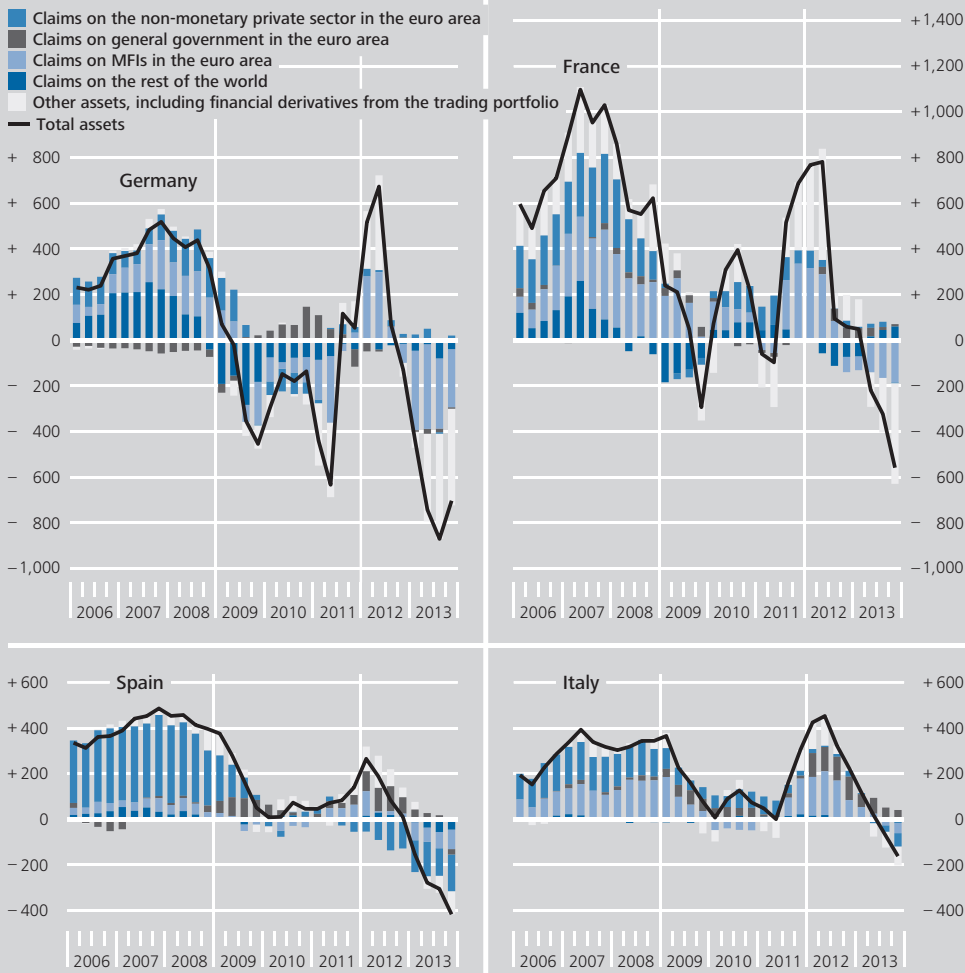 Claims on the non-monetary private sector in the euro area
Claims on general government in the euro area
Claims on MFIs in the euro area
Claims on the rest of the world
Other assets, including financial derivatives from the trading portfolio
Total assets
Germany
+ 800
+ 600
+ 400
+ 200
0
− 200
− 400
− 600
− 800
−1,000
2006 2007 2008 2009 2010 2011 2012 2013
France
+1,400
+1,200
+1,000
+ 800
+ 600
+ 400
+ 200
0
− 200
− 400
− 600
− 800
−1,000
2006 2007 2008 2009 2010 2011 2012 2013
Spain
+ 600
+ 400
+ 200
0
− 200
− 400
2006 2007 2008 2009 2010 2011 2012 2013
Italy
+ 600
+ 400
+ 200
0
− 200
− 400
2006 2007 2008 2009 2010 2011 2012 2013